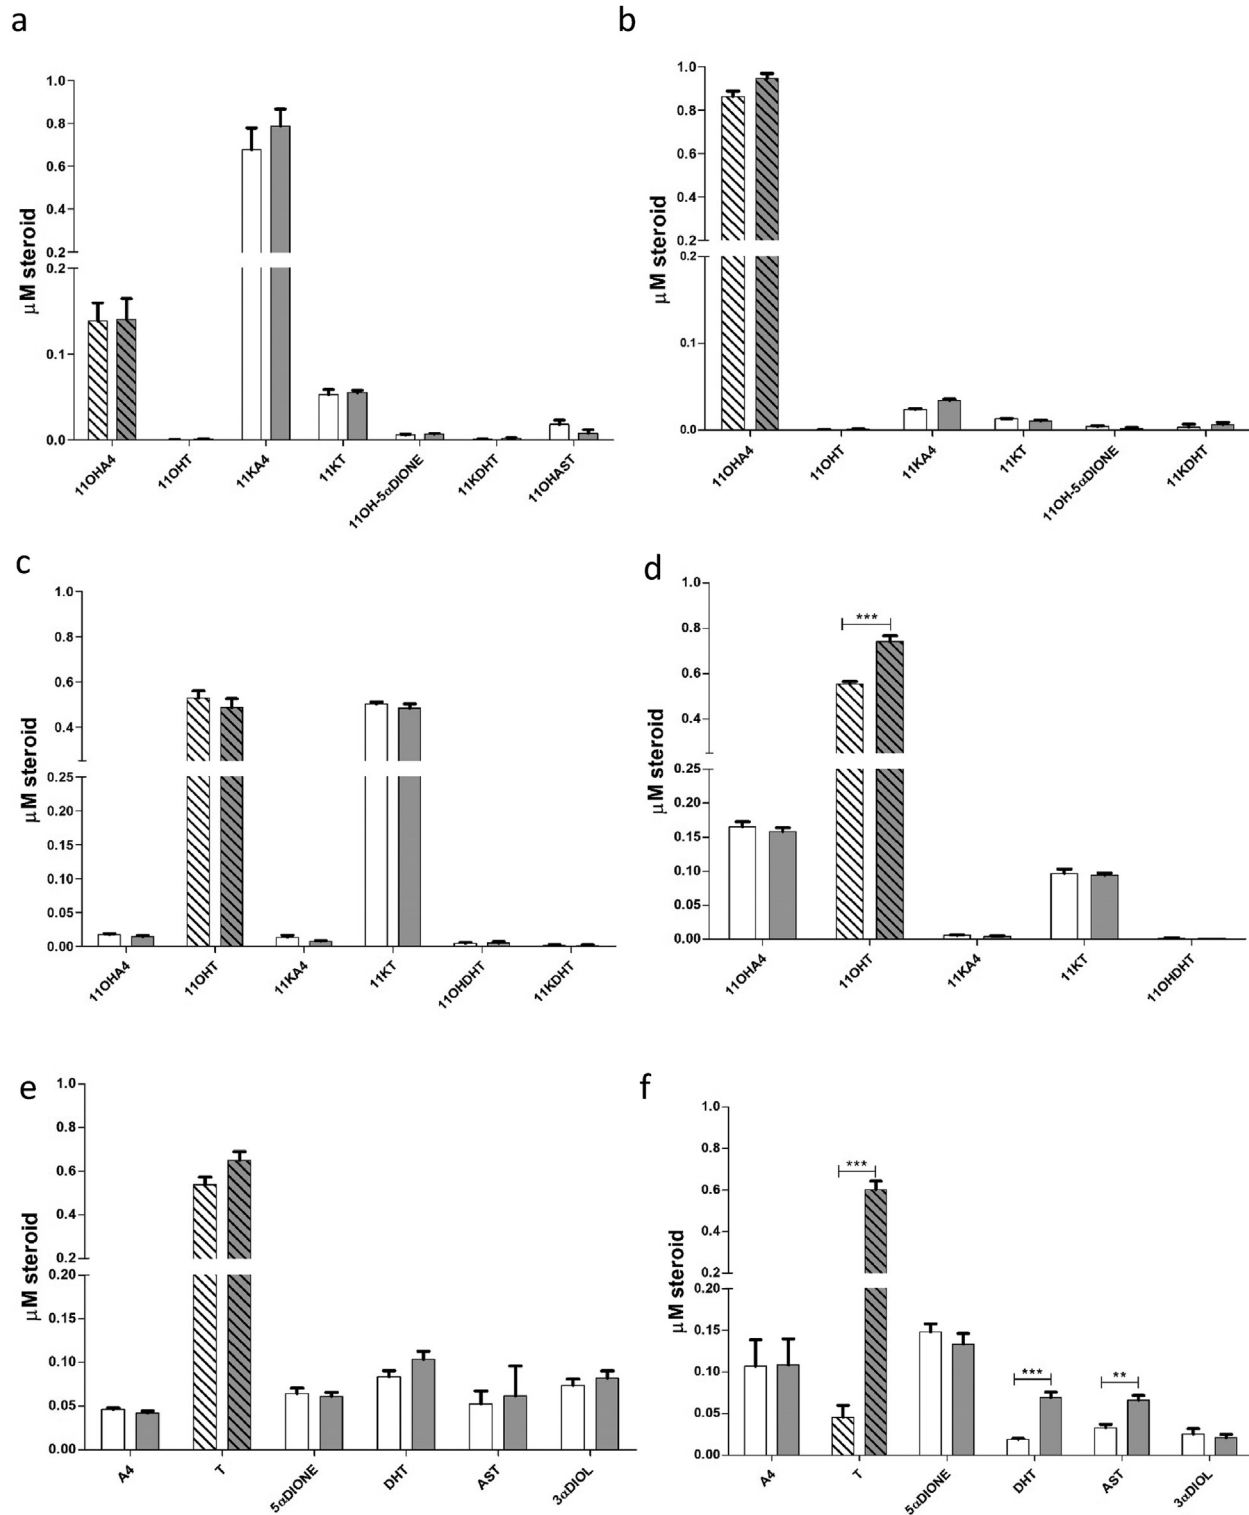 a
1.0
0.8
0.6
0.4
0.2
0.2
0.1
0.0
μM steroid
11OHA4
11OHT
11KA4
11KT
11OH-5αDIONE
11KDHT
11OHAST
b
1.0
0.8
0.6
0.4
0.2
0.2
0.1
0.0
μM steroid
11OHA4
11OHT
11KA4
11KT
11OH-5αDIONE
11KDHT
c
1.0
0.8
0.6
0.4
0.25
0.20
0.15
0.10
0.05
0.00
μM steroid
11OHA4
11OHT
11KA4
11KT
11OHDHT
11KDHT
d
1.0
0.8
0.6
0.4
0.25
0.20
0.15
0.10
0.05
0.00
μM steroid
***
11OHA4
11OHT
11KA4
11KT
11OHDHT
e
1.0
0.8
0.6
0.4
0.2
0.20
0.15
0.10
0.05
0.00
μM steroid
A4
T
5αDIONE
DHT
AST
3αDIOL
f
1.0
0.8
0.6
0.4
0.2
0.20
0.15
0.10
0.05
0.00
μM steroid
***
***
**
A4
T
5αDIONE
DHT
AST
3αDIOL